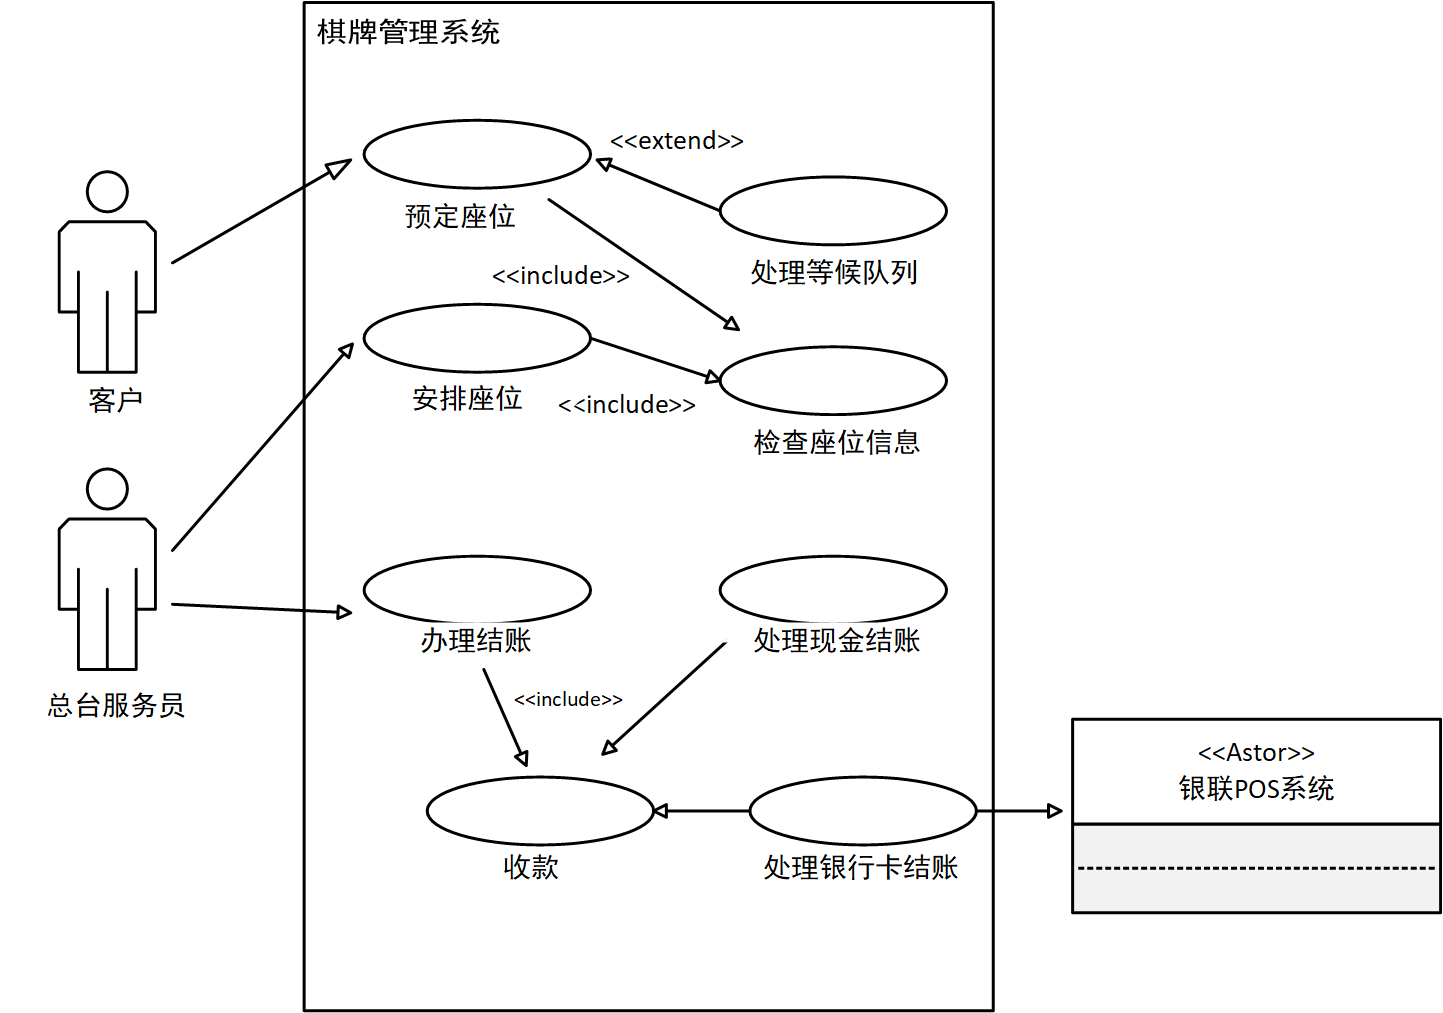 棋牌管理系统
<<extend>>
预定座位
处理等候队列
<<include>>
安排座位
<<include>>
客户
检查座位信息
办理结账
处理现金结账
<<include>>
总台服务员
<<Astor>>
银联POS系统
收款
处理银行卡结账